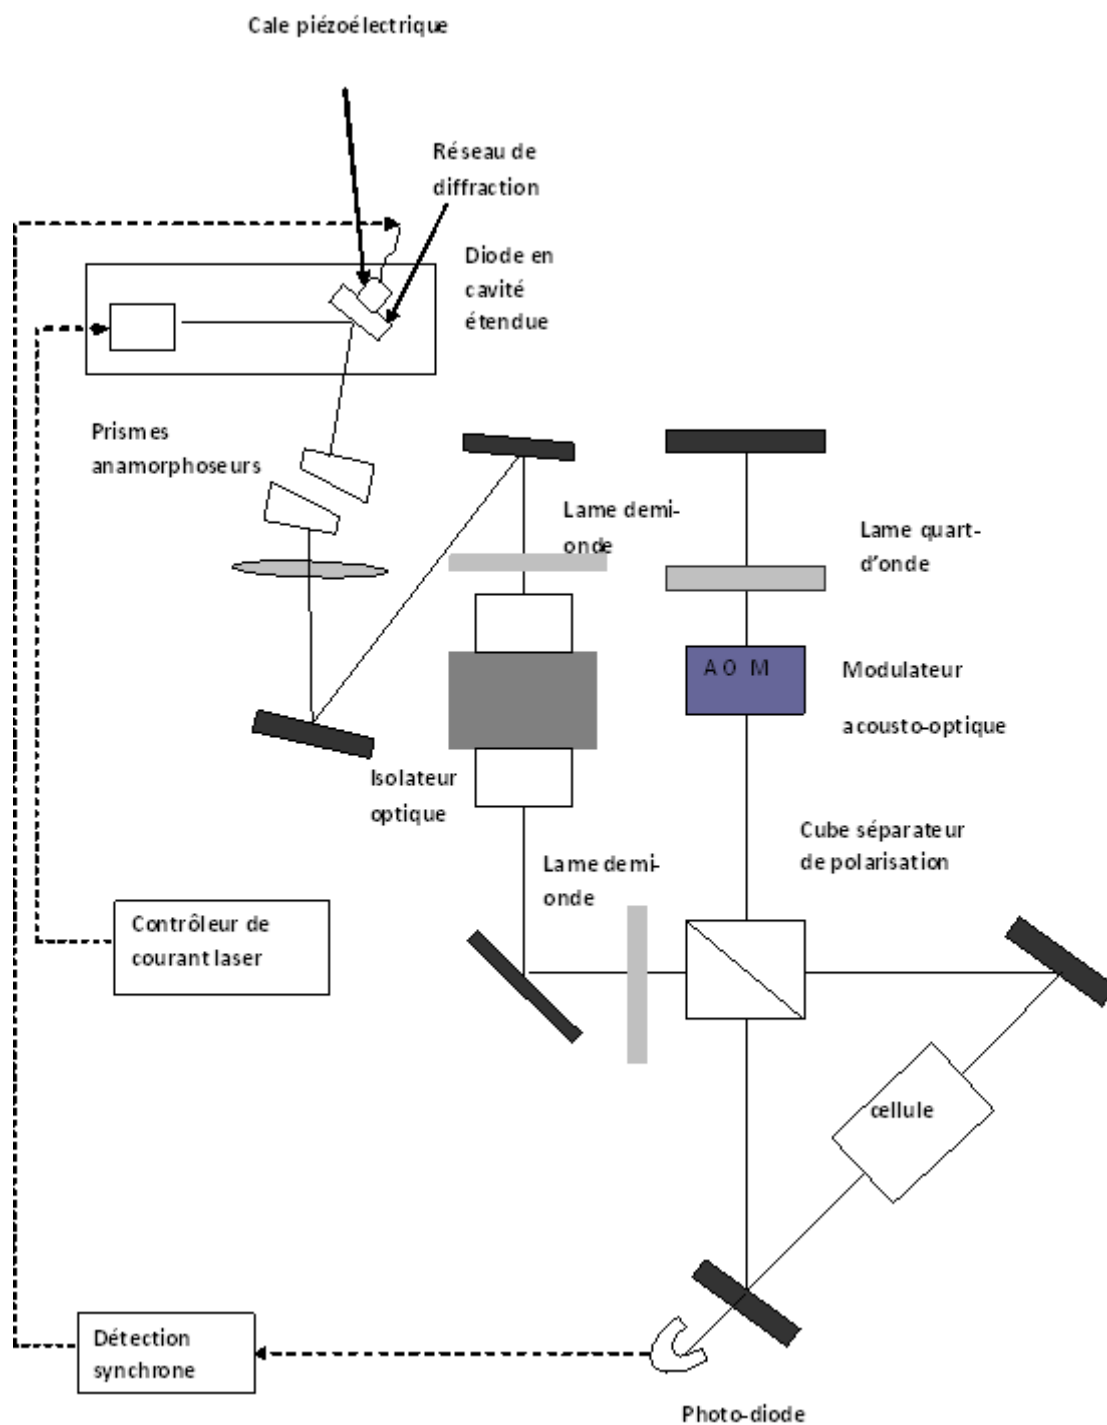 Cale piézoélectrique
Réseau de
diffraction
Diode en
cavité
étendue
Prismes
anamorphoseurs
Lame demi-
onde
Lame quart-
d'onde
AOM
Modulateur
acousto-optique
Isolateur
optique
Cube séparateur
de polarisation
Lame demi-
onde
Contrôleur de
courant laser
cellule
Détection
synchrone
Photo-diode